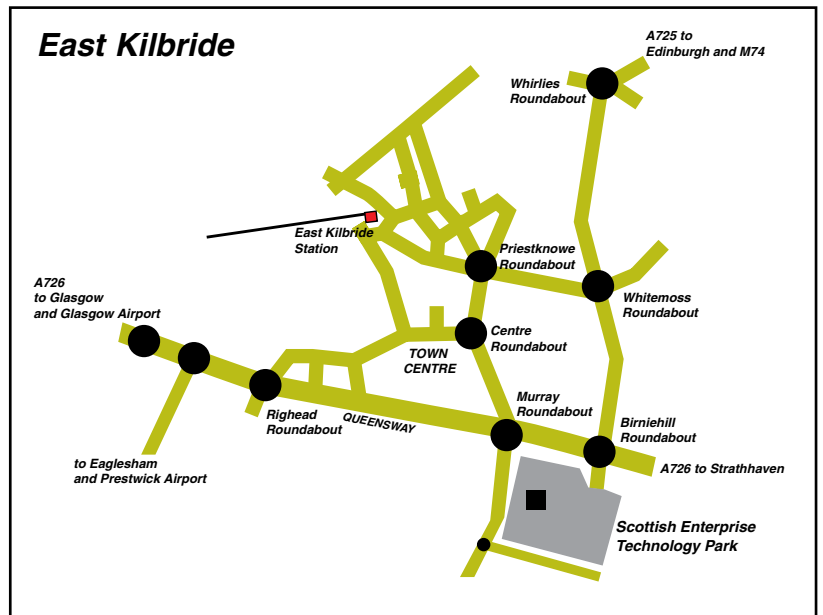 East Kilbride
A725 to
Edinburgh and M74
Whirlies
Roundabout
East Kilbride
Station
Priestknowe
Roundabout
A726
to Glasgow
and Glasgow Airport
Whitemoss
Roundabout
Centre
Roundabout
TOWN
CENTRE
Murray
Roundabout
Righead
Roundabout
QUEENSWAY
Birniehill
Roundabout
to Eaglesham
and Prestwick Airport
A726 to Strathhaven
Scottish Enterprise
Technology Park